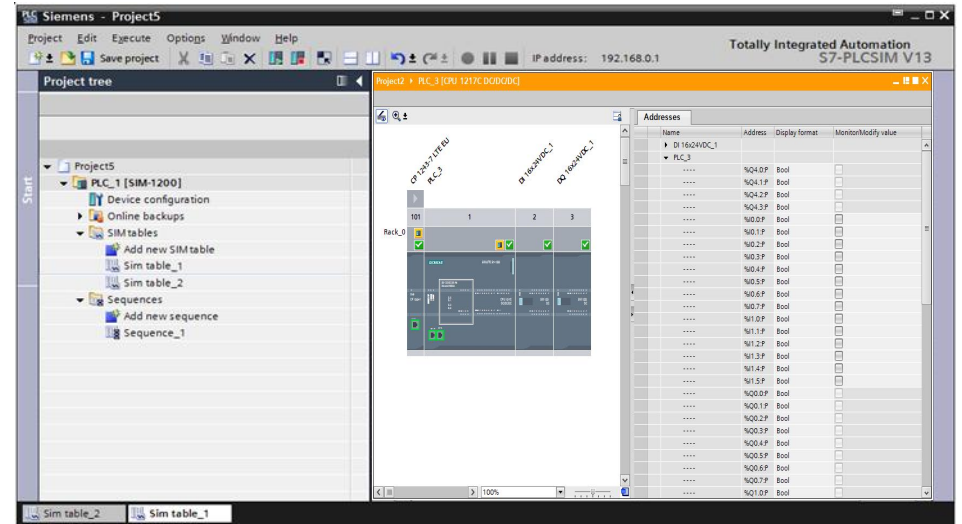 Siemens - Project5
Project Edit Execute Options Window Help
Totally Integrated Automation
S7-PLCSIM V13
Save project
IP address: 192.168.0.1
Project tree
Start
Project5
PLC_1 [SIM-1200]
Device configuration
Online backups
SIM tables
Add new SIM table
Sim table_1
Sim table_2
Sequences
Add new sequence
Sequence_1
Project2 PLC_3 [CPU 1217C DC/DC/DC]
CP 1243-7 LTE EU
PLC_3
DI 16x24VDC_1
DQ 16x24VDC_1
101 1 2 3
Rack_0
100%
Addresses
Name Address Display format Monitor/Modify value
DI 16x24VDC_1
PLC_3
---- %Q4.0:P Bool
---- %Q4.1:P Bool
---- %Q4.2:P Bool
---- %Q4.3:P Bool
---- %I0.0:P Bool
---- %I0.1:P Bool
---- %I0.2:P Bool
---- %I0.3:P Bool
---- %I0.4:P Bool
---- %I0.5:P Bool
---- %I0.6:P Bool
---- %I0.7:P Bool
---- %I1.0:P Bool
---- %I1.1:P Bool
---- %I1.2:P Bool
---- %I1.3:P Bool
---- %I1.4:P Bool
---- %I1.5:P Bool
---- %Q0.0:P Bool
---- %Q0.1:P Bool
---- %Q0.2:P Bool
---- %Q0.3:P Bool
---- %Q0.4:P Bool
---- %Q0.5:P Bool
---- %Q0.6:P Bool
---- %Q0.7:P Bool
---- %Q1.0:P Bool
Sim table_2
Sim table_1